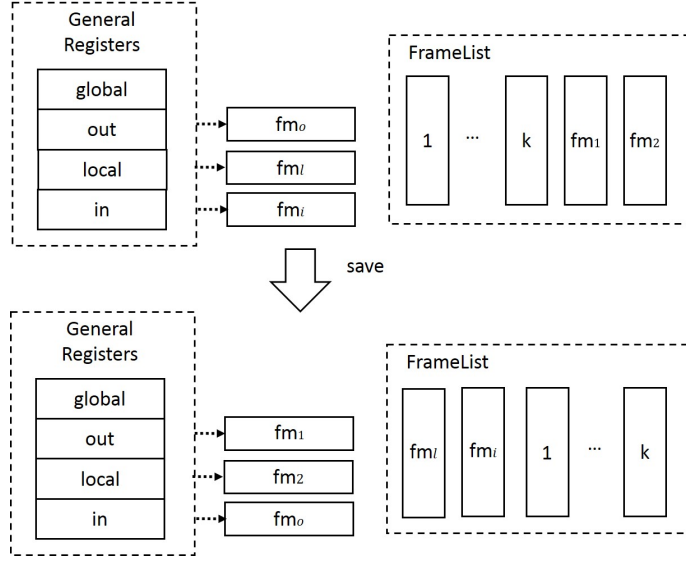 General
Registers
global
out
local
in
fmo
fml
fmi
FrameList
1
...
k
fm1
fm2
save
General
Registers
global
out
local
in
fm1
fm2
fmo
FrameList
fml
fmi
1
...
k